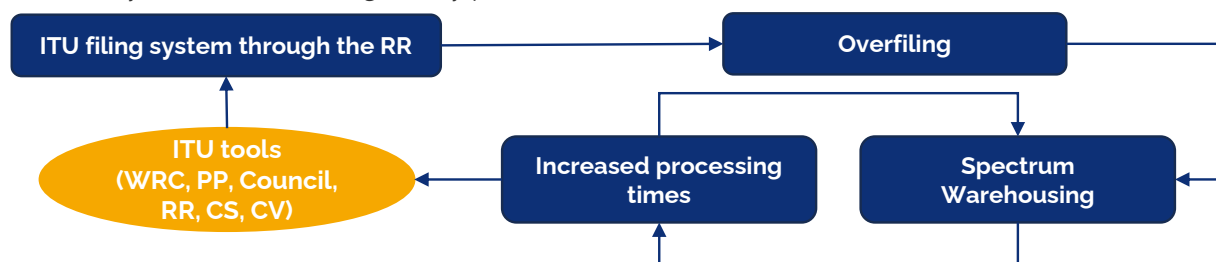 ITU filing system through the RR
Overfiling
ITU tools
(WRC, PP, Council,
RR, CS, CV)
Increased processing
times
Spectrum
Warehousing